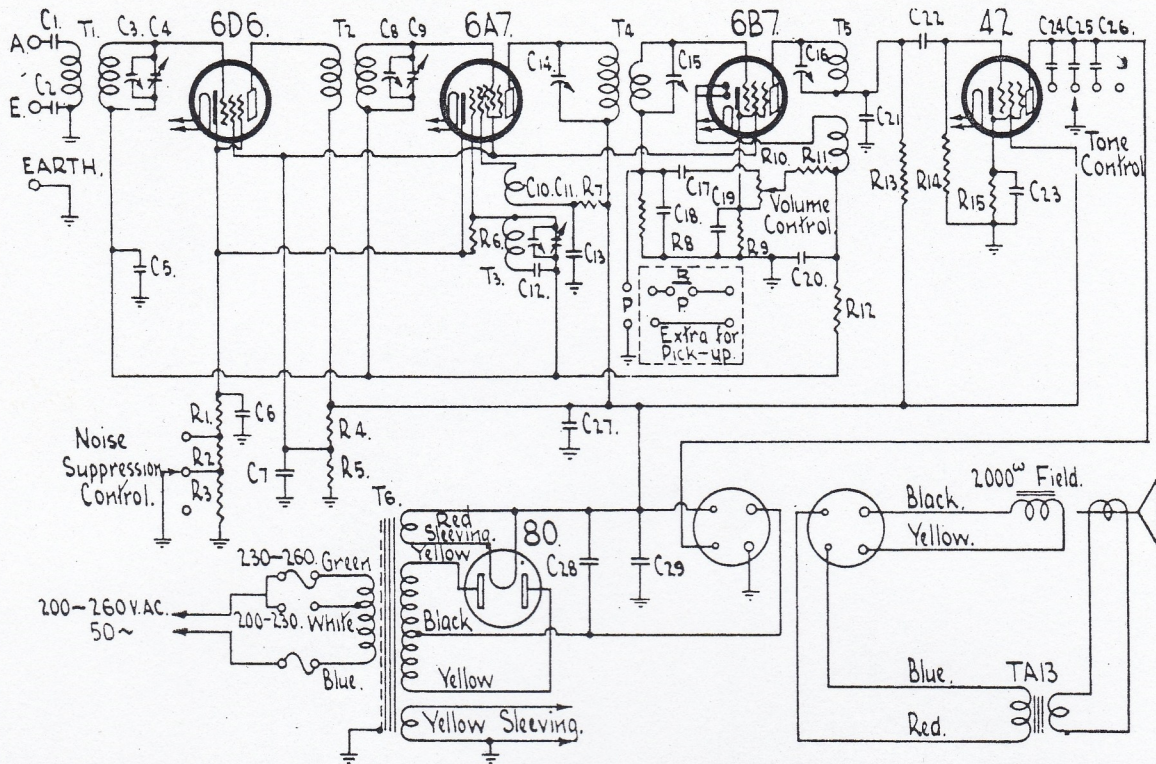 C1.
T1.
C3. C4
6D6.
T2
C8 C9
6A7.
T4
6B7.
T5
C22
42
C24 C25 C26.
A.
C2
E.
C14.
C15
C16
C21
EARTH.
Tone
Control
C10. C11. R7
R10. R11
R13
R14
R15
C23
C17
C19
C18.
Volume
Control.
R6
T3.
C12.
C13
R8
R9
C20.
C5.
R
P
P.
Extra for
Pick-up.
R12
R1.
C6
R2
R3
Noise
Suppression
Control.
C7
R4.
R5.
C27.
T6.
Red
Sleeving.
80.
C28
C29
Yellow
Black.
2000ω Field.
Yellow.
230-260. Green
200~260V.AC.
50~
200-230. White.
Black
Blue.
Yellow
Yellow Sleeving.
Blue.
TA13
Red.